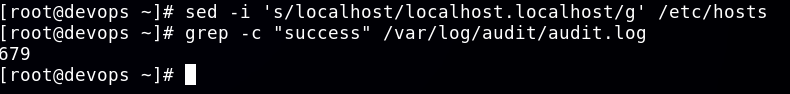 [root@devops ~]# sed -i 's/localhost/localhost.localhost/g' /etc/hosts
[root@devops ~]# grep -c "success" /var/log/audit/audit.log
679
[root@devops ~]#